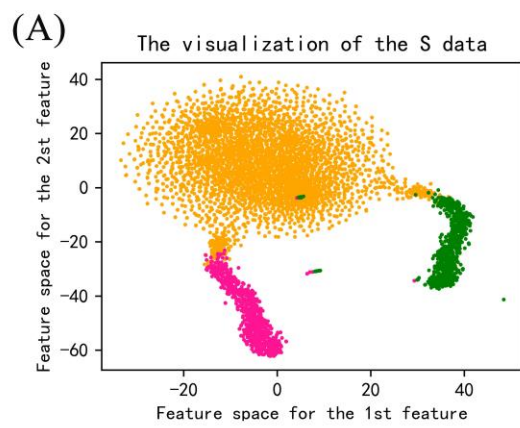 (A)
The visualization of the S data
Feature space for the 2st feature
40
20
0
−20
−40
−60
−20
0
20
40
Feature space for the 1st feature